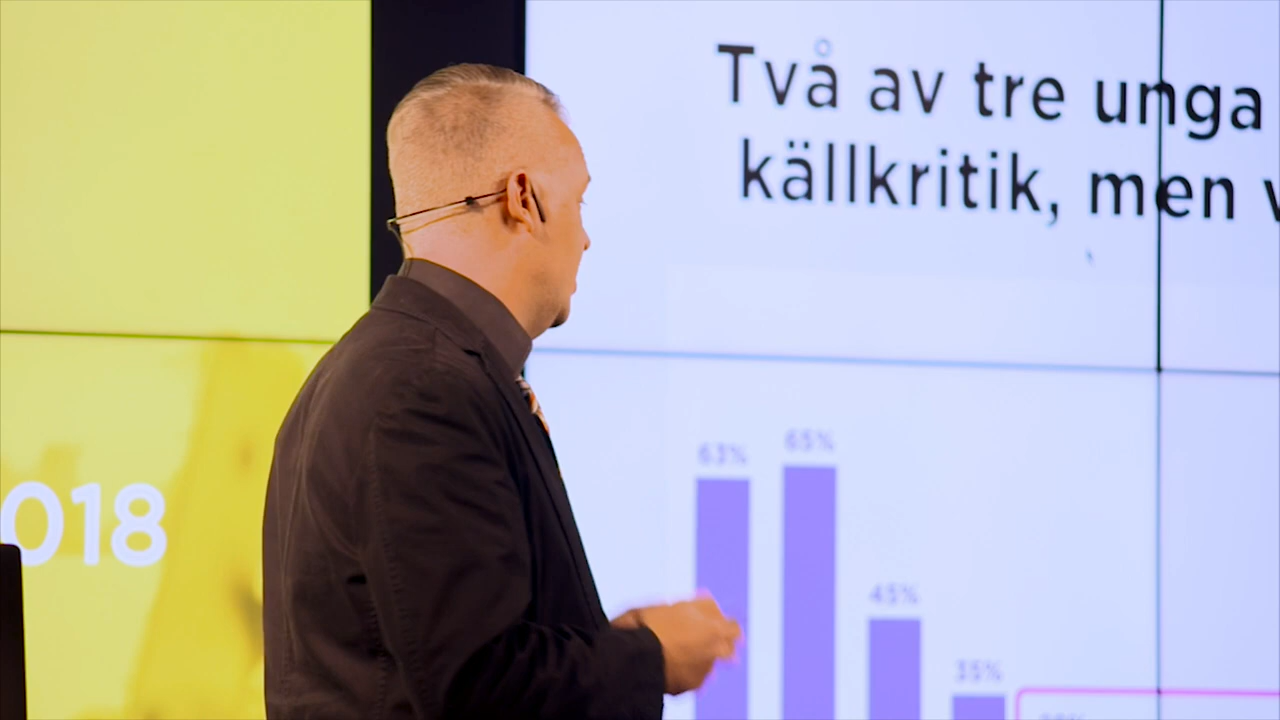 Två av tre unga
källkritik, men v
63%
65%
45%
35%
018